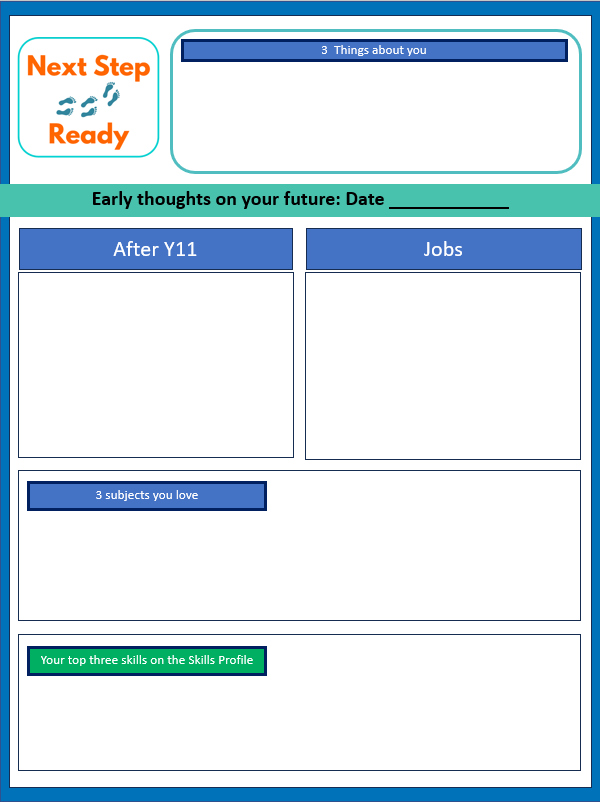 Next Step
Ready
3 Things about you
Early thoughts on your future: Date ____________
After Y11
Jobs
3 subjects you love
Your top three skills on the Skills Profile